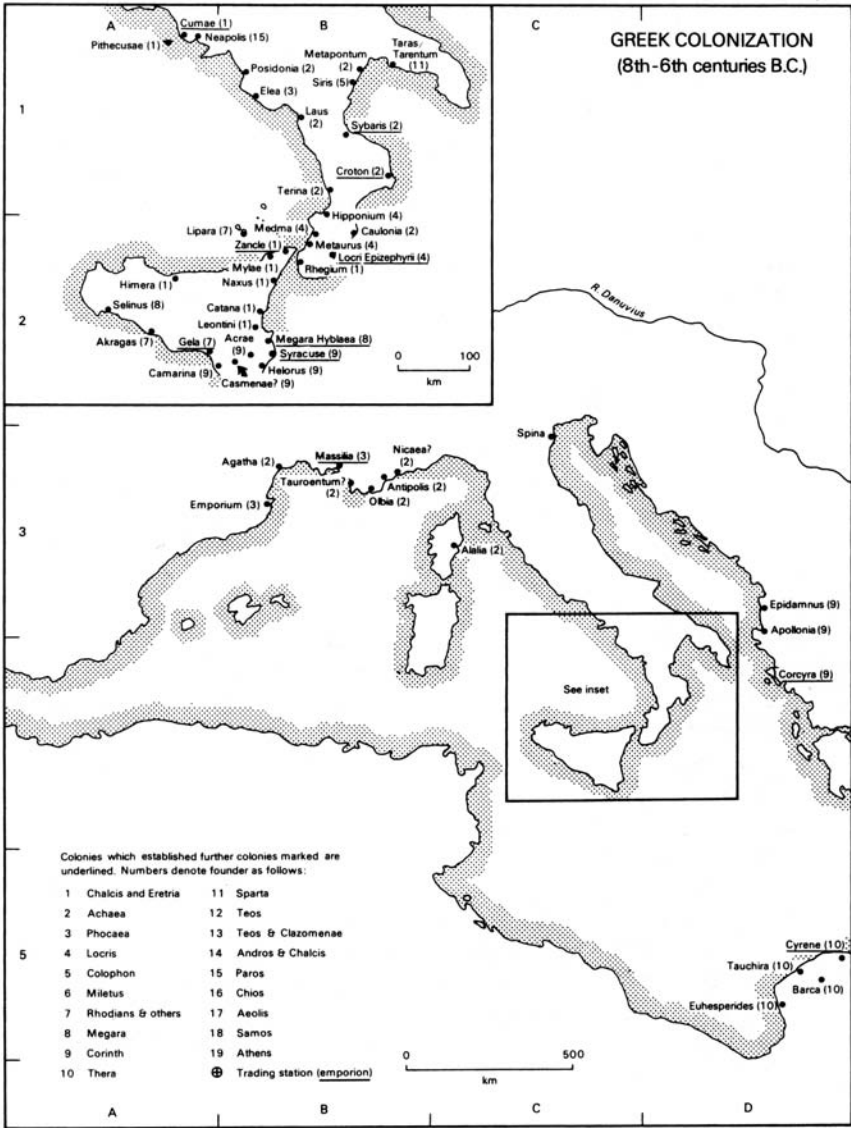 A
B
C
GREEK COLONIZATION
(8th-6th centuries B.C.)
Cumae (1)
Neapolis (15)
Pithecusae (1)
Metapontum
(2)
Taras/
Tarentum
(11)
Posidonia (2)
Siris (5)
Elea (3)
1
Laus
(2)
Sybaris (2)
Croton (2)
Terina (2)
Hipponium (4)
Lipara (7)
Medma (4)
Caulonia (2)
Zancle (1)
Metaurus (4)
Locri Epizephyrii (4)
Mylae (1)
Rhegium (1)
Himera (1)
Naxus (1)
R. Danuvius
Selinus (8)
Catana (1)
2
Leontini (1)
Akragas (7)
Acrae
(9)
Megara Hyblaea (8)
Gela (7)
Syracuse (9)
0 100
km
Camarina (9)
Helorus (9)
Casmenae? (9)
Spina
Agatha (2)
Massilia (3)
Nicaea?
(2)
Tauroentum?
(2)
Antipolis (2)
Olbia (2)
Emporium (3)
3
Alalia (2)
Epidamnus (9)
Apollonia (9)
Corcyra (9)
See inset
Colonies which established further colonies marked are
underlined. Numbers denote founder as follows:
1 Chalcis and Eretria
2 Achaea
3 Phocaea
4 Locris
5 Colophon
6 Miletus
7 Rhodians & others
8 Megara
9 Corinth
10 Thera
11 Sparta
12 Teos
13 Teos & Clazomenae
14 Andros & Chalcis
15 Paros
16 Chios
17 Aeolis
18 Samos
19 Athens
⊕ Trading station (emporion)
5
Cyrene (10)
Tauchira (10)
Barca (10)
Euhesperides (10)
0 500
km
A
B
C
D